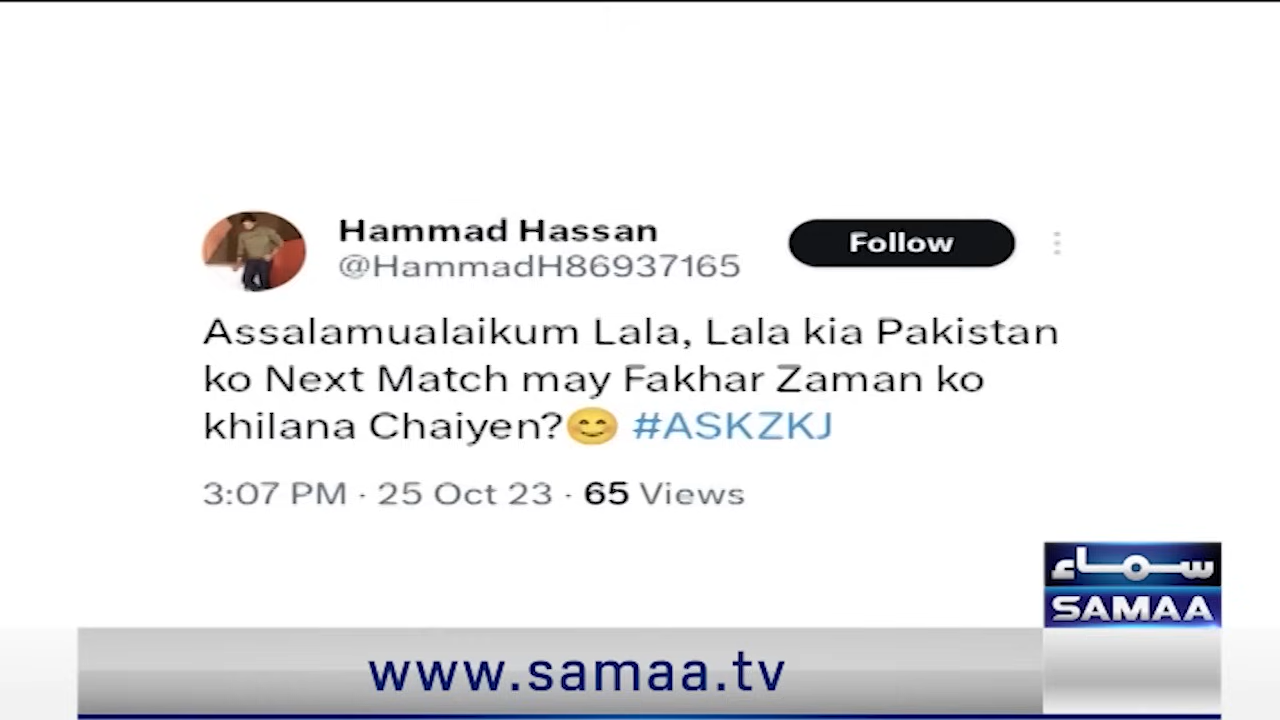 Hammad Hassan
@HammadH86937165
Follow
Assalamualaikum Lala, Lala kia Pakistan
ko Next Match may Fakhar Zaman ko
khilana Chaiyen?😊 #ASKZKJ
3:07 PM · 25 Oct 23 · 65 Views
سماء
SAMAA
www.samaa.tv